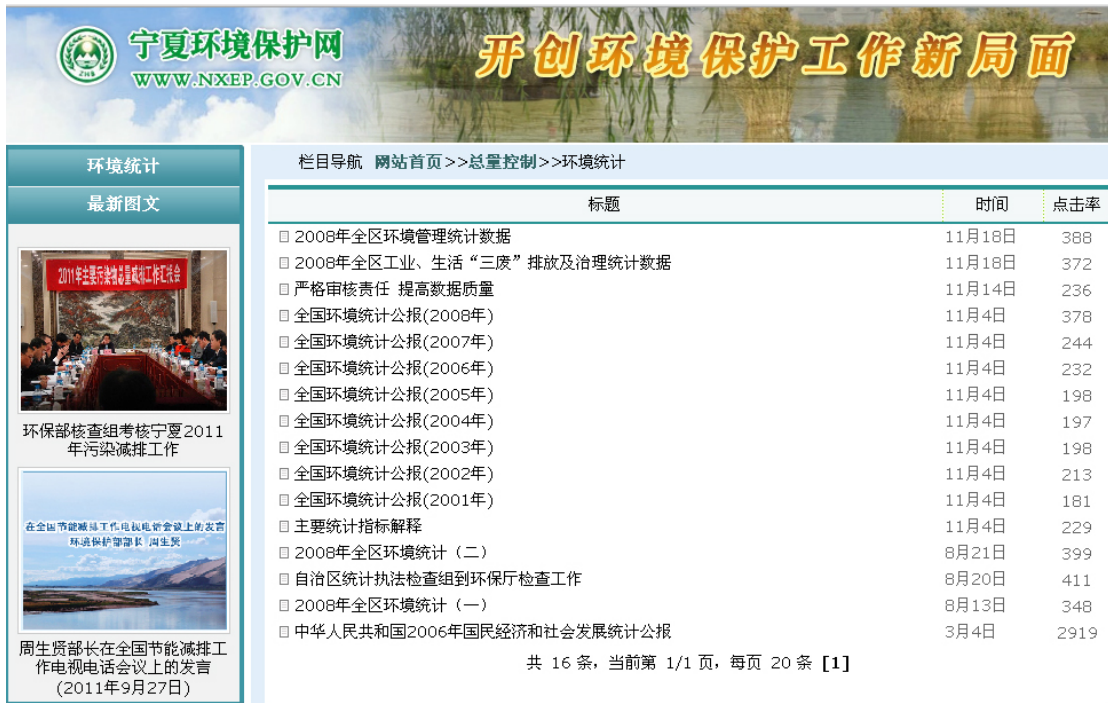 宁夏环境保护网
WWW.NXEP.GOV.CN
开创环境保护工作新局面
环境统计
最新图文
2011年主要污染物总量减排工作汇报会
环保部核查组考核宁夏2011
年污染减排工作
在全国节能减排工作电视电话会议上的发言
环境保护部部长 周生贤
周生贤部长在全国节能减排工
作电视电话会议上的发言
(2011年9月27日)
栏目导航 网站首页>>总量控制>>环境统计
标题 时间 点击率
2008年全区环境管理统计数据 11月18日 388
2008年全区工业、生活“三废”排放及治理统计数据 11月18日 372
严格审核责任 提高数据质量 11月14日 236
全国环境统计公报(2008年) 11月4日 378
全国环境统计公报(2007年) 11月4日 244
全国环境统计公报(2006年) 11月4日 232
全国环境统计公报(2005年) 11月4日 198
全国环境统计公报(2004年) 11月4日 197
全国环境统计公报(2003年) 11月4日 198
全国环境统计公报(2002年) 11月4日 213
全国环境统计公报(2001年) 11月4日 181
主要统计指标解释 11月4日 229
2008年全区环境统计（二） 8月21日 399
自治区统计执法检查组到环保厅检查工作 8月20日 411
2008年全区环境统计（一） 8月13日 348
中华人民共和国2006年国民经济和社会发展统计公报 3月4日 2919
共 16 条，当前第 1/1 页，每页 20 条 [1]
ZHB